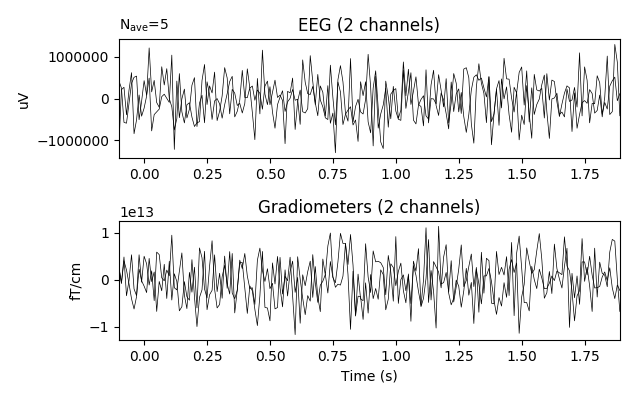 N_ave=5
EEG (2 channels)
uV
1000000
0
−1000000
0.00 0.25 0.50 0.75 1.00 1.25 1.50 1.75
1e13
Gradiometers (2 channels)
fT/cm
1
0
−1
0.00 0.25 0.50 0.75 1.00 1.25 1.50 1.75
Time (s)